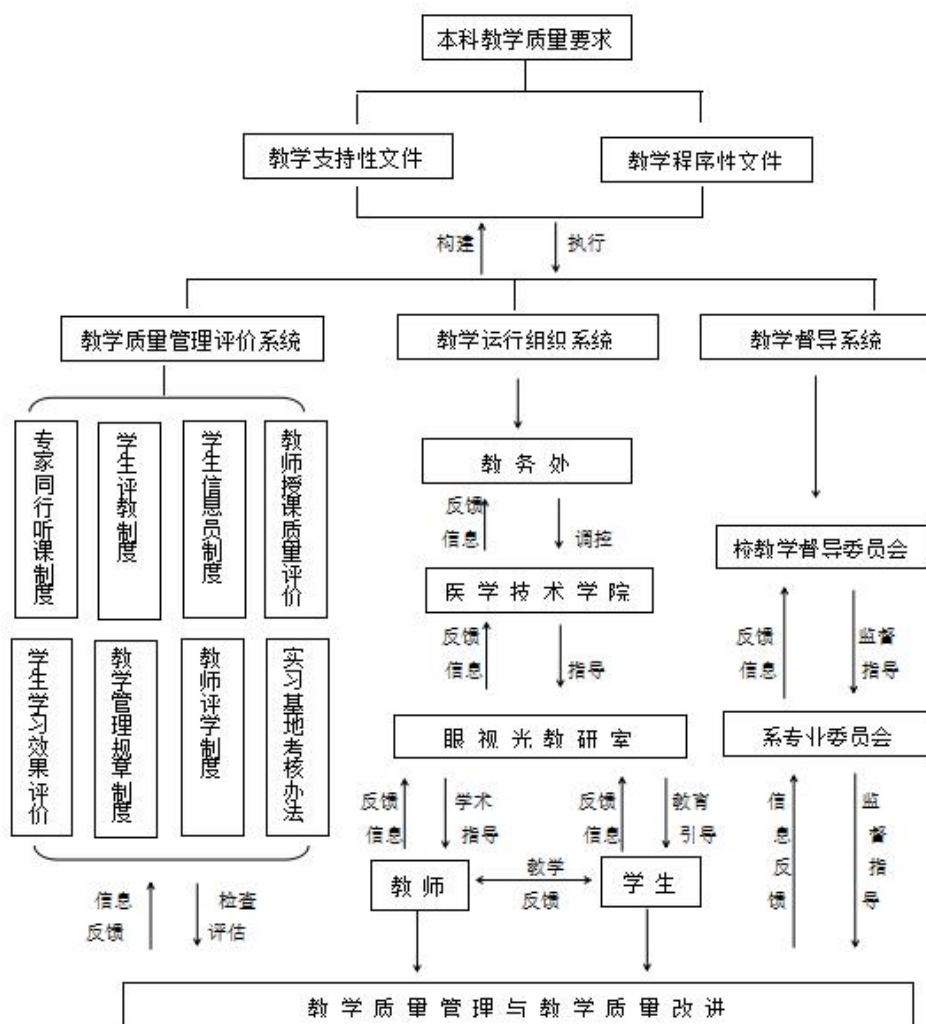 本科教学质量要求
教学支持性文件
教学程序性文件
构建
执行
教学质量管理评价系统
教学运行组织系统
教学督导系统
专家同行听课制度
学生评教制度
学生信息员制度
教师授课质量评价
学生学习效果评价
教学管理规章制度
教师评学制度
实习基地考核办法
信息
反馈
检查
评估
教务处
反馈
信息
调控
医学技术学院
反馈
信息
指导
眼视光教研室
反馈
信息
学术
指导
反馈
信息
教育
引导
教师
教学
反馈
学生
校教学督导委员会
反馈
信息
监督
指导
系专业委员会
信息反馈
监督指导
教学质量管理与教学质量改进